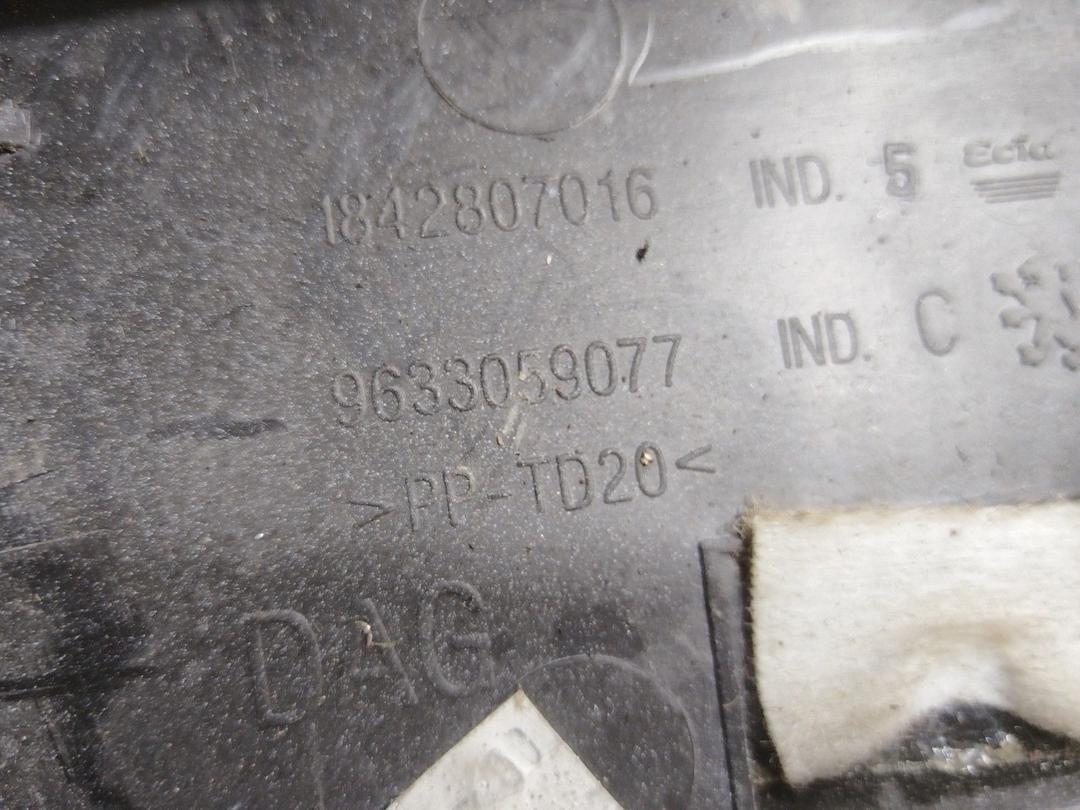 1842807016 IND. 5 Ecia
9633059077 IND. C
>PP-TD20<
DAG